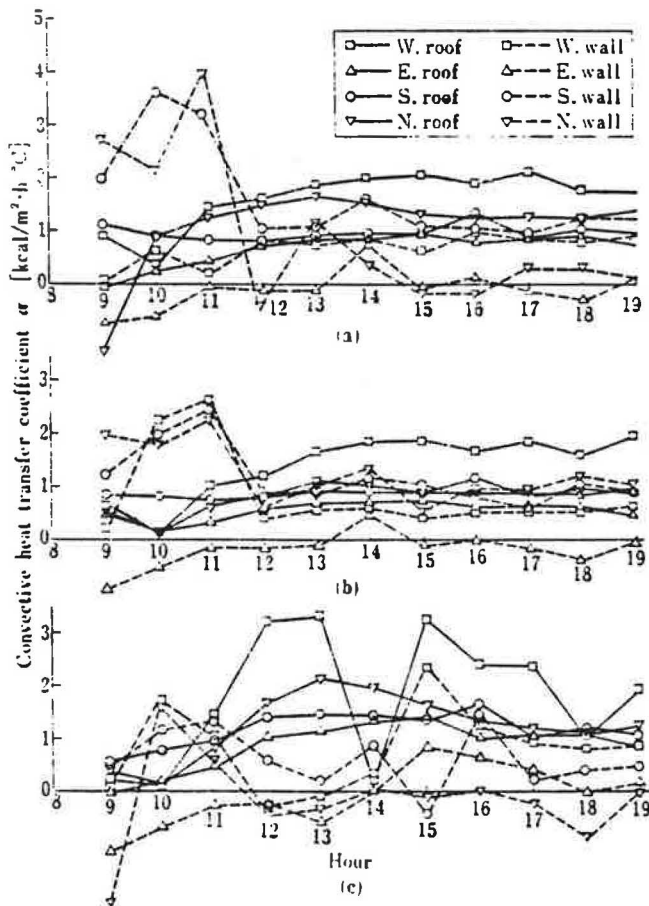 Convective heat transfer coefficient α [kcal/m²·h·°C]
5
4
3
2
1
0
W. roof W. wall
E. roof E. wall
S. roof S. wall
N. roof N. wall
8 9 10 11 12 13 14 15 16 17 18 19
(a)
3
2
1
0
8 9 10 11 12 13 14 15 16 17 18 19
(b)
3
2
1
0
8 9 10 11 12 13 14 15 16 17 18 19
Hour
(c)